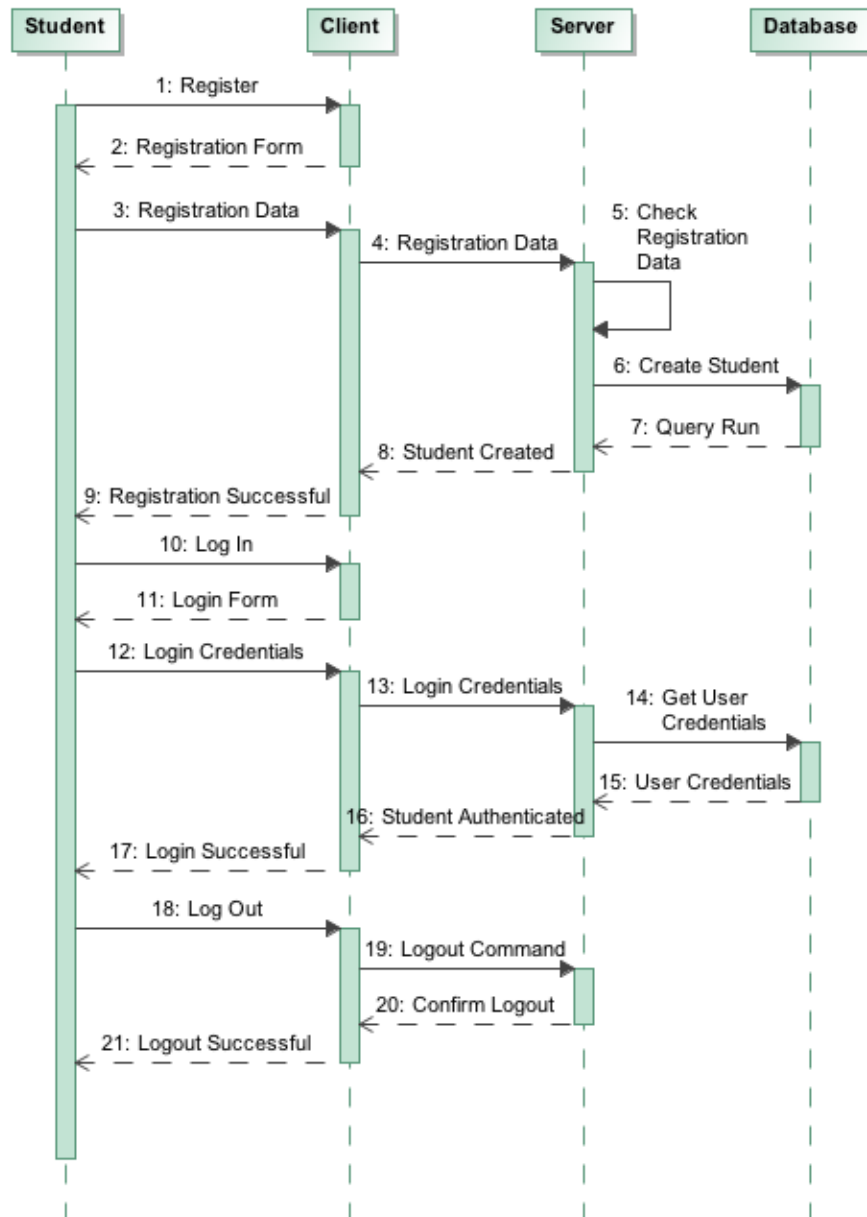 Student
Client
Server
Database
1: Register
2: Registration Form
3: Registration Data
4: Registration Data
5: Check
Registration
Data
6: Create Student
7: Query Run
8: Student Created
9: Registration Successful
10: Log In
11: Login Form
12: Login Credentials
13: Login Credentials
14: Get User
Credentials
15: User Credentials
16: Student Authenticated
17: Login Successful
18: Log Out
19: Logout Command
20: Confirm Logout
21: Logout Successful